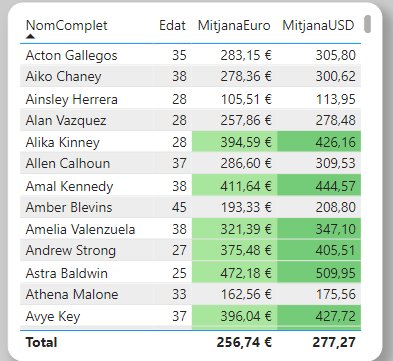 NomComplet Edat MitjanaEuro MitjanaUSD
Acton Gallegos 35 283,15 € 305,80
Aiko Chaney 38 278,36 € 300,62
Ainsley Herrera 28 105,51 € 113,95
Alan Vazquez 28 257,86 € 278,48
Alika Kinney 28 394,59 € 426,16
Allen Calhoun 37 286,60 € 309,53
Amal Kennedy 38 411,64 € 444,57
Amber Blevins 45 193,33 € 208,80
Amelia Valenzuela 38 321,39 € 347,10
Andrew Strong 27 375,48 € 405,51
Astra Baldwin 25 472,18 € 509,95
Athena Malone 33 162,56 € 175,56
Avye Key 37 396,04 € 427,72
Total 256,74 € 277,27